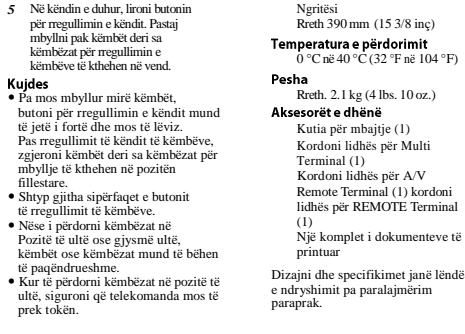 5 Në këndin e duhur, lironi butonin
për rregullimin e këndit. Pastaj
mbyllni pak këmbët deri sa
këmbëzat për rregullimin e
këmbëve të kthehen në vend.
Kujdes
• Pa mos mbyllur mirë këmbët,
butoni për rregullimin e këndit mund
të jetë i fortë dhe mos të lëviz.
Pas rregullimit të këndit të këmbëve,
zgjeroni këmbët deri sa këmbëzat për
mbyllje të kthehen në pozitën
fillestare.
• Shtyp gjitha sipërfaqet e butonit
të rregullimit të këmbëve.
• Nëse i përdorni këmbëzat në
Pozitë të ultë ose gjysmë ultë,
këmbët ose këmbëzat mund të bëhen
të paqëndrueshme.
• Kur të përdorni këmbëzat në pozitë të
ultë, siguroni që telekomanda mos të
prek tokën.
Ngritësi
Rreth 390 mm (15 3/8 inç)
Temperatura e përdorimit
0 °C në 40 °C (32 °F në 104 °F)
Pesha
Rreth. 2.1 kg (4 lbs. 10 oz.)
Aksesorët e dhënë
Kutia për mbajtje (1)
Kordoni lidhës për Multi
Terminal (1)
Kordoni lidhës për A/V
Remote Terminal (1) kordoni
lidhës për REMOTE Terminal
(1)
Një komplet i dokumenteve të
printuar
Dizajni dhe specifikimet janë lëndë
e ndryshimit pa paralajmërim
paraprak.